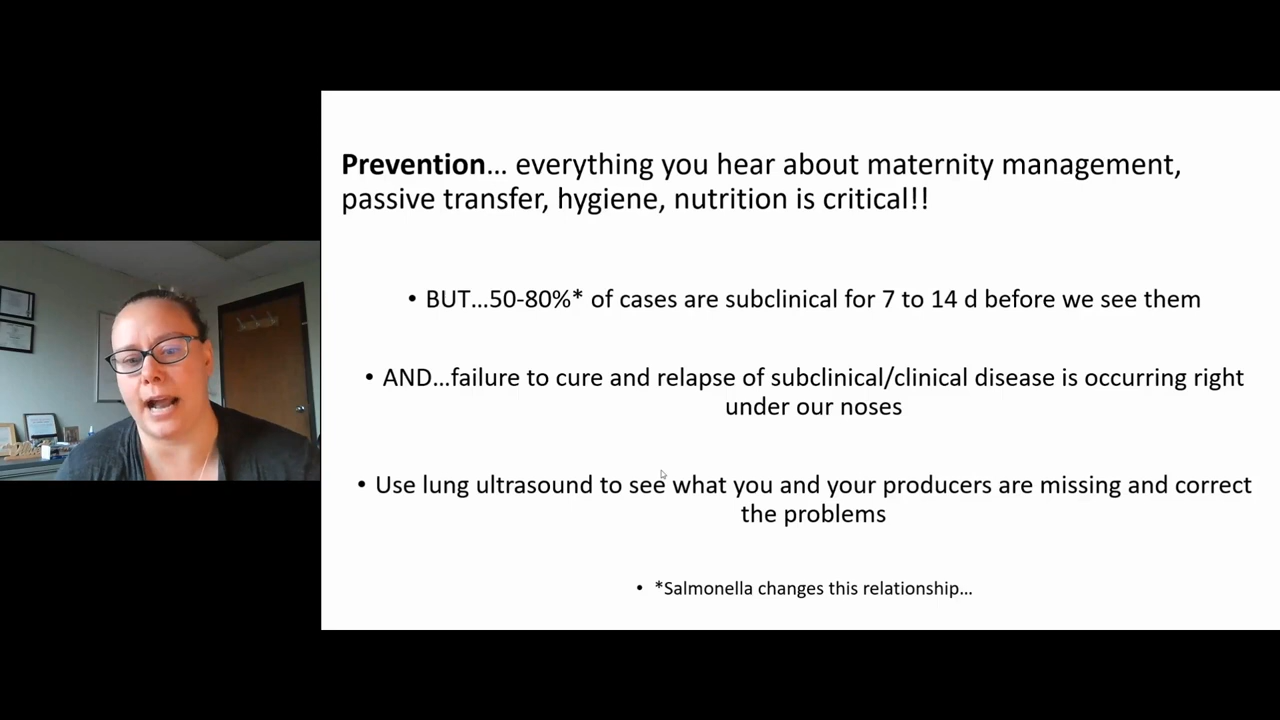 Prevention... everything you hear about maternity management,
passive transfer, hygiene, nutrition is critical!!
• BUT...50-80%* of cases are subclinical for 7 to 14 d before we see them
• AND...failure to cure and relapse of subclinical/clinical disease is occurring right
under our noses
• Use lung ultrasound to see what you and your producers are missing and correct
the problems
• *Salmonella changes this relationship...